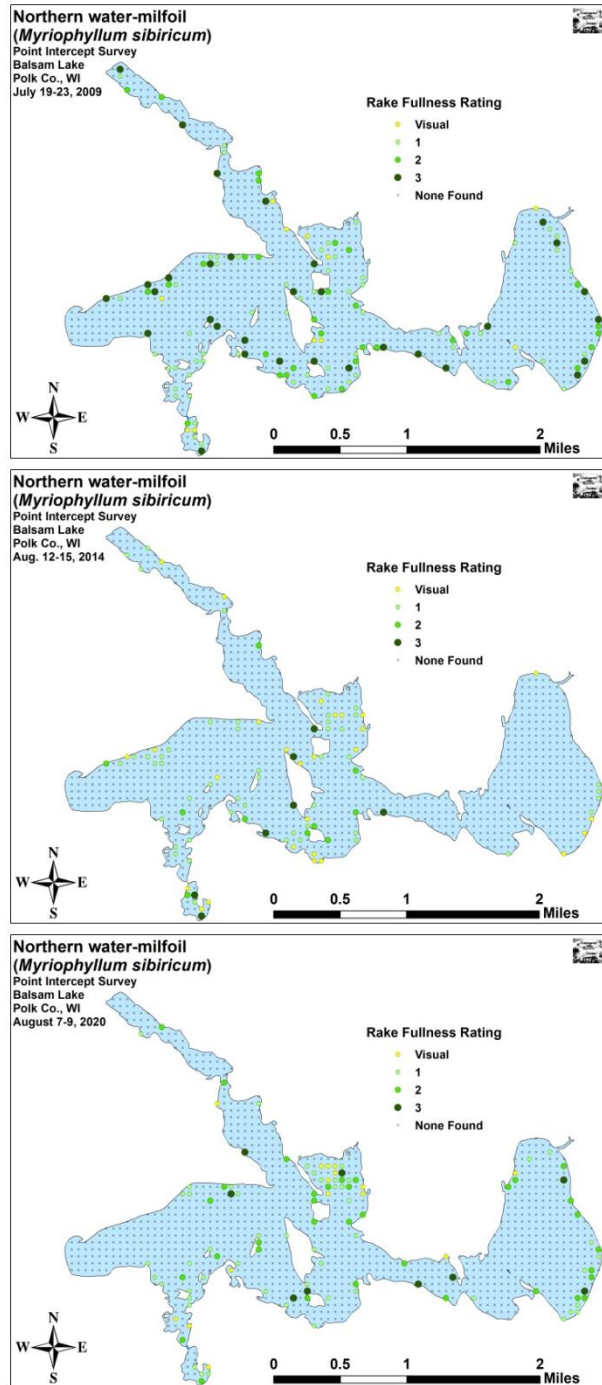 Northern water-milfoil
(Myriophyllum sibiricum)
Point Intercept Survey
Balsam Lake
Polk Co., WI
July 19-23, 2009
Rake Fullness Rating
Visual
1
2
3
None Found
N
W E
S
0 0.5 1 2
Miles
Northern water-milfoil
(Myriophyllum sibiricum)
Point Intercept Survey
Balsam Lake
Polk Co., WI
Aug. 12-15, 2014
Rake Fullness Rating
Visual
1
2
3
None Found
N
W E
S
0 0.5 1 2
Miles
Northern water-milfoil
(Myriophyllum sibiricum)
Point Intercept Survey
Balsam Lake
Polk Co., WI
August 7-9, 2020
Rake Fullness Rating
Visual
1
2
3
None Found
N
W E
S
0 0.5 1 2
Miles